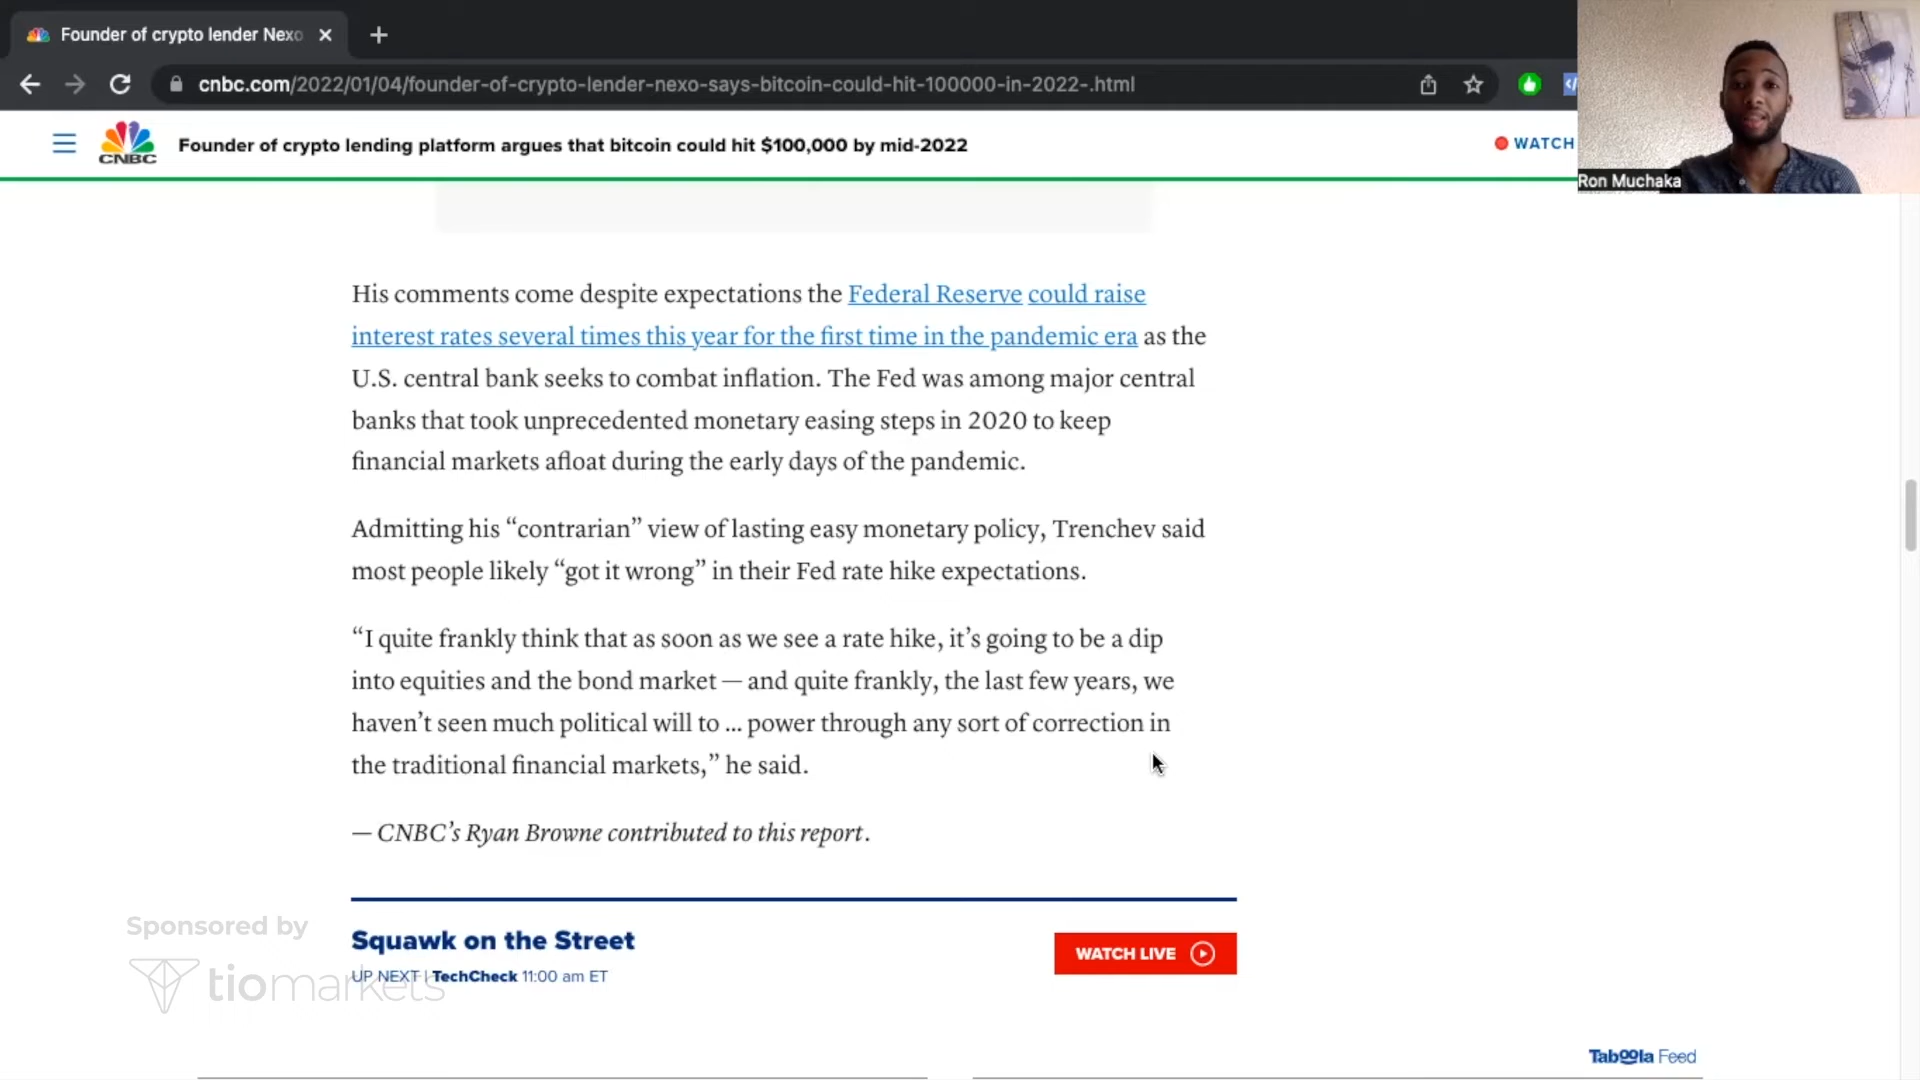 Founder of crypto lender Nexo
cnbc.com/2022/01/04/founder-of-crypto-lender-nexo-says-bitcoin-could-hit-100000-in-2022-.html
CNBC
Founder of crypto lending platform argues that bitcoin could hit $100,000 by mid-2022
WATCH
Ron Muchaka
His comments come despite expectations the Federal Reserve could raise
interest rates several times this year for the first time in the pandemic era as the
U.S. central bank seeks to combat inflation. The Fed was among major central
banks that took unprecedented monetary easing steps in 2020 to keep
financial markets afloat during the early days of the pandemic.
Admitting his “contrarian” view of lasting easy monetary policy, Trenchev said
most people likely “got it wrong” in their Fed rate hike expectations.
“I quite frankly think that as soon as we see a rate hike, it’s going to be a dip
into equities and the bond market — and quite frankly, the last few years, we
haven’t seen much political will to ... power through any sort of correction in
the traditional financial markets,” he said.
— CNBC’s Ryan Browne contributed to this report.
Sponsored by
tiomarkets
Squawk on the Street
UP NEXT | TechCheck 11:00 am ET
WATCH LIVE
Taboola Feed